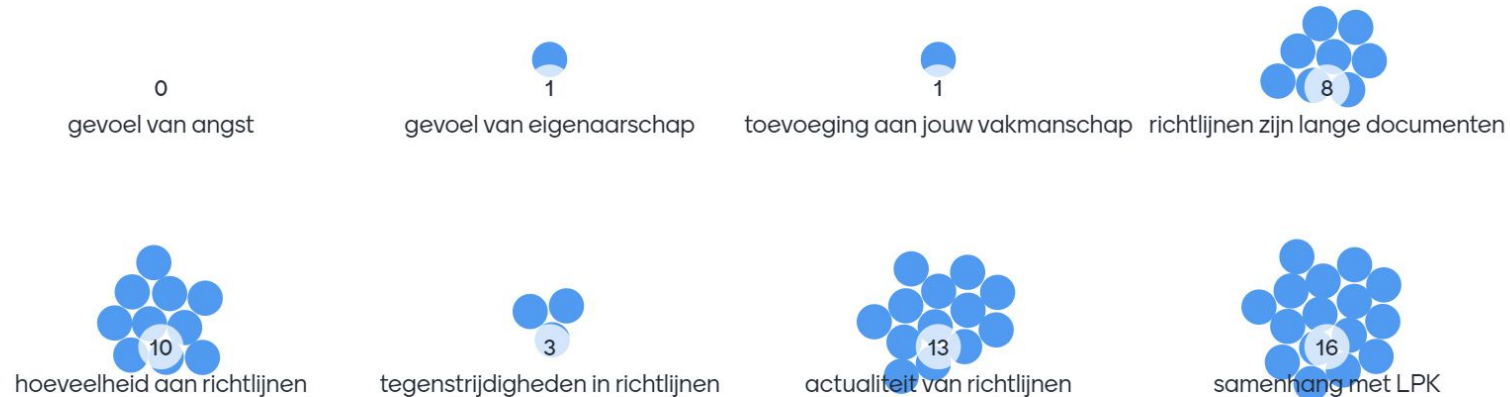 0
gevoel van angst
1
gevoel van eigenaarschap
1
toevoeging aan jouw vakmanschap
8
richtlijnen zijn lange documenten
10
hoeveelheid aan richtlijnen
3
tegenstrijdigheden in richtlijnen
13
actualiteit van richtlijnen
16
samenhang met LPK